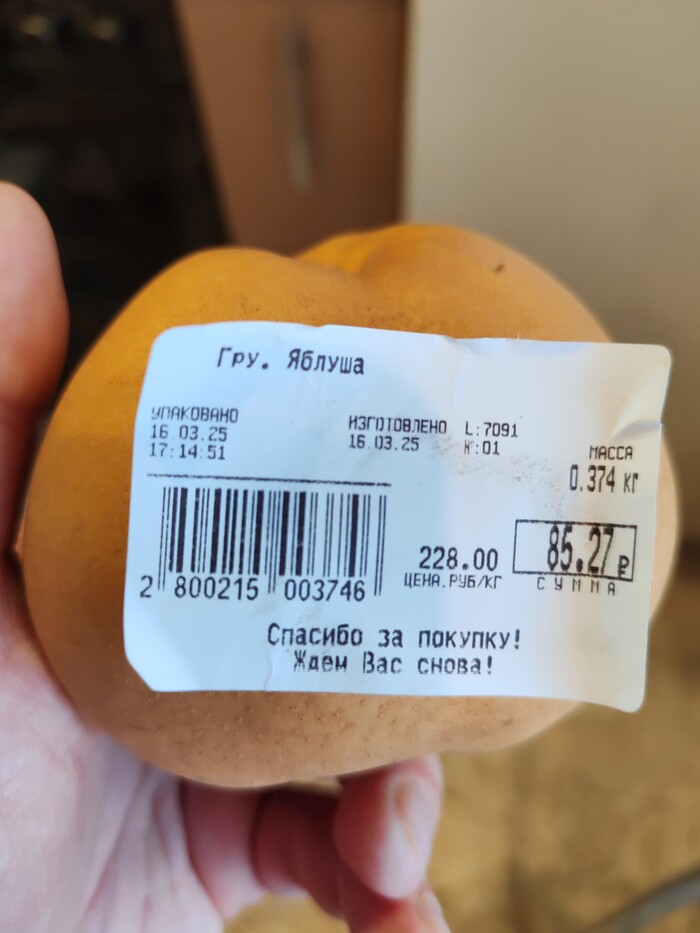 Гру. Яблуша
УПАКОВАНО
16 03.25
17:14:51
ИЗГОТОВЛЕНО L:7091
16.03.25 №:01
МАССА
0.374 кг
228.00
ЦЕНА.РУБ/КГ
85.27₽
СУММА
2 800215 003746
Спасибо за покупку!
Ждем Вас снова!